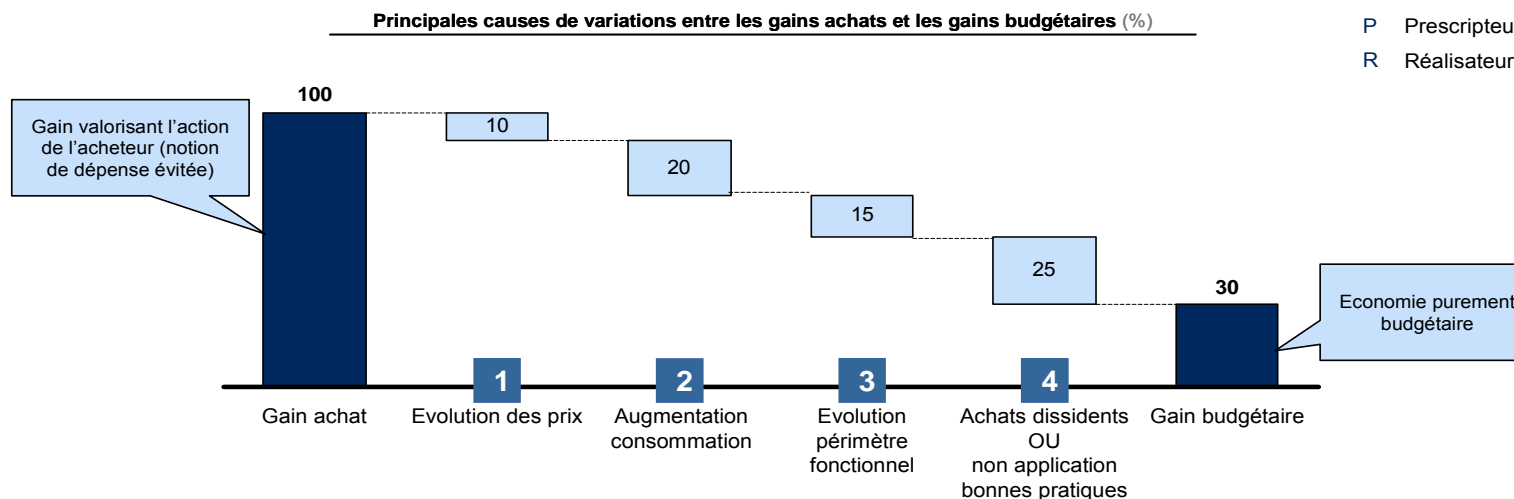 Principales causes de variations entre les gains achats et les gains budgétaires (%)
P Prescripteu
R Réalisateur
100
Gain valorisant l’action
de l’acheteur (notion
de dépense évitée)
10
20
15
25
30
Economie purement
budgétaire
1
2
3
4
Gain achat
Evolution des prix
Augmentation
consommation
Evolution
périmètre
fonctionnel
Achats dissidents
OU
non application
bonnes pratiques
Gain budgétaire